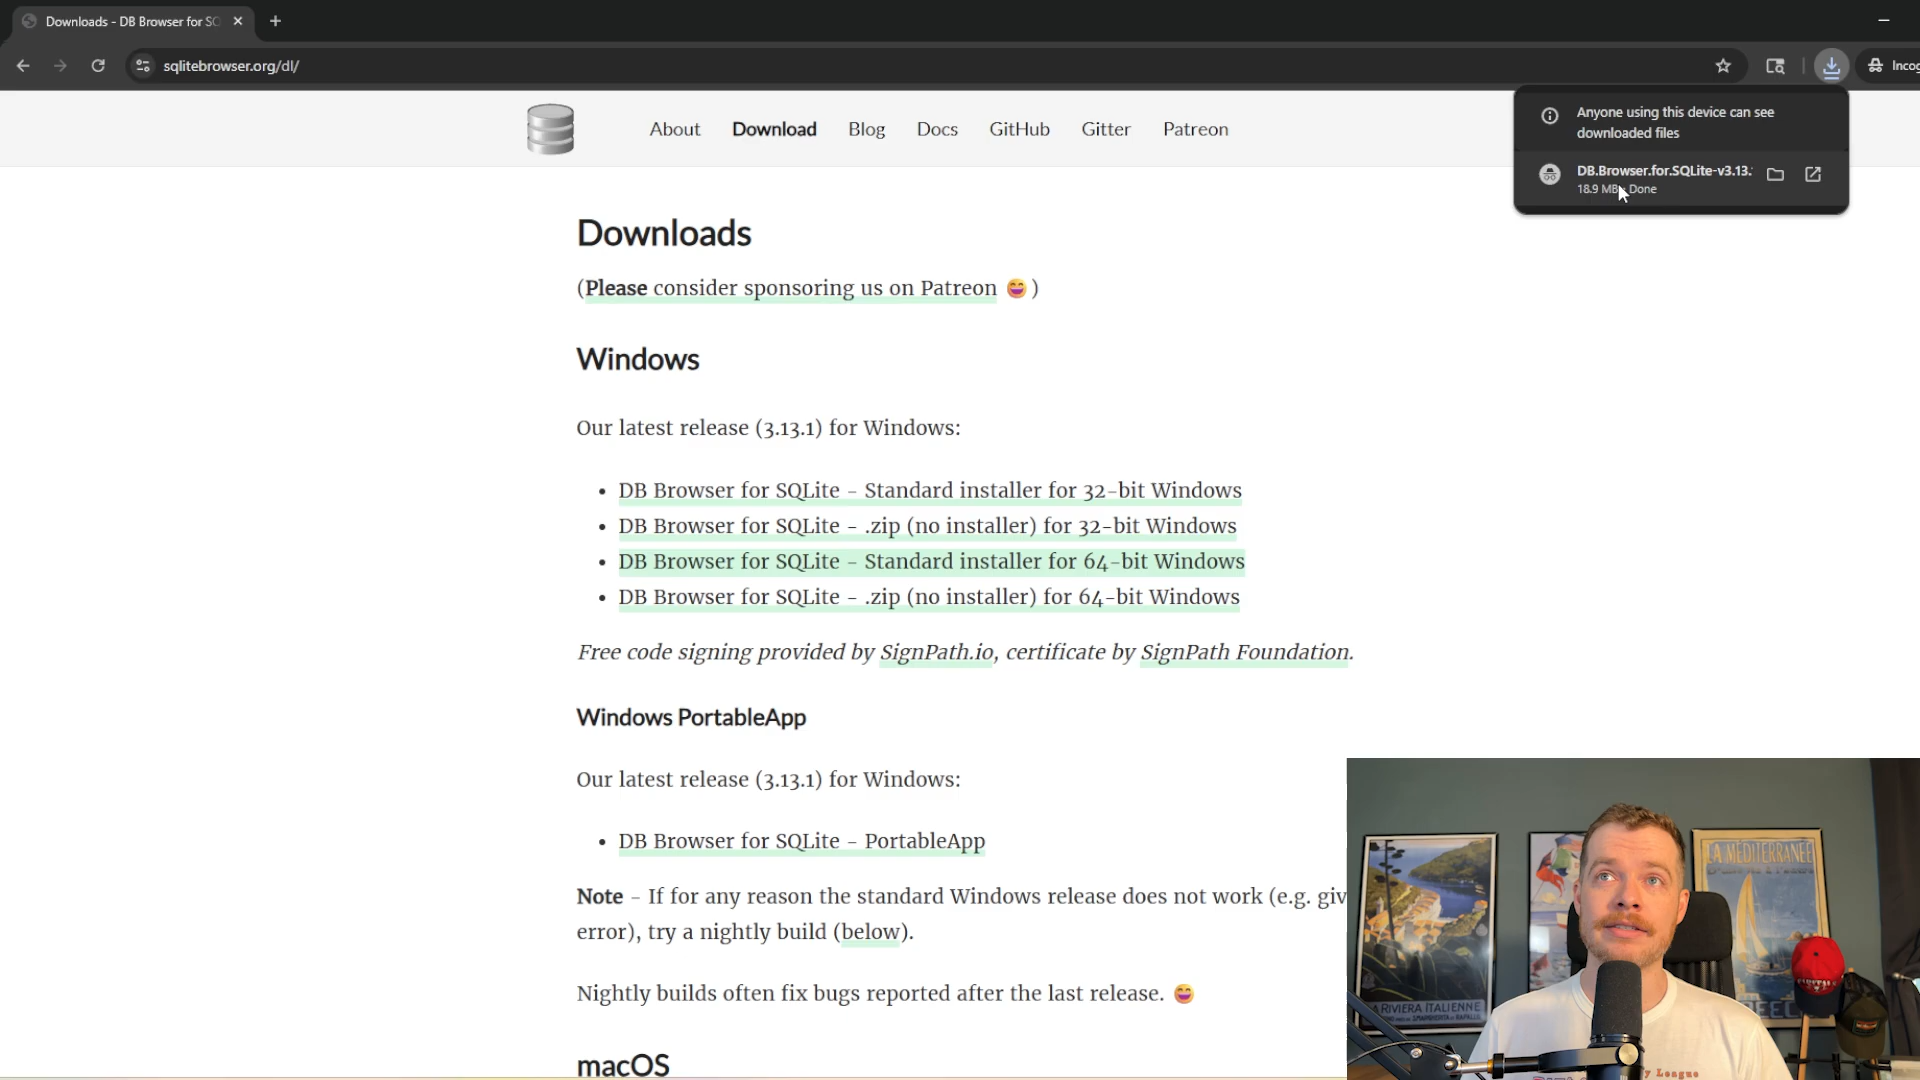 Downloads - DB Browser for SQ
sqlitebrowser.org/dl/
Incog
About
Download
Blog
Docs
GitHub
Gitter
Patreon
Anyone using this device can see
downloaded files
DB.Browser.for.SQLite-v3.13.
18.9 MB Done
Downloads
(Please consider sponsoring us on Patreon 😄 )
Windows
Our latest release (3.13.1) for Windows:
• DB Browser for SQLite - Standard installer for 32-bit Windows
• DB Browser for SQLite - .zip (no installer) for 32-bit Windows
• DB Browser for SQLite - Standard installer for 64-bit Windows
• DB Browser for SQLite - .zip (no installer) for 64-bit Windows
Free code signing provided by SignPath.io, certificate by SignPath Foundation.
Windows PortableApp
Our latest release (3.13.1) for Windows:
• DB Browser for SQLite - PortableApp
Note - If for any reason the standard Windows release does not work (e.g. giv
error), try a nightly build (below).
Nightly builds often fix bugs reported after the last release. 😄
macOS
LA MÉDITERRANÉE
LA RIVIERA ITALIENNE
y League